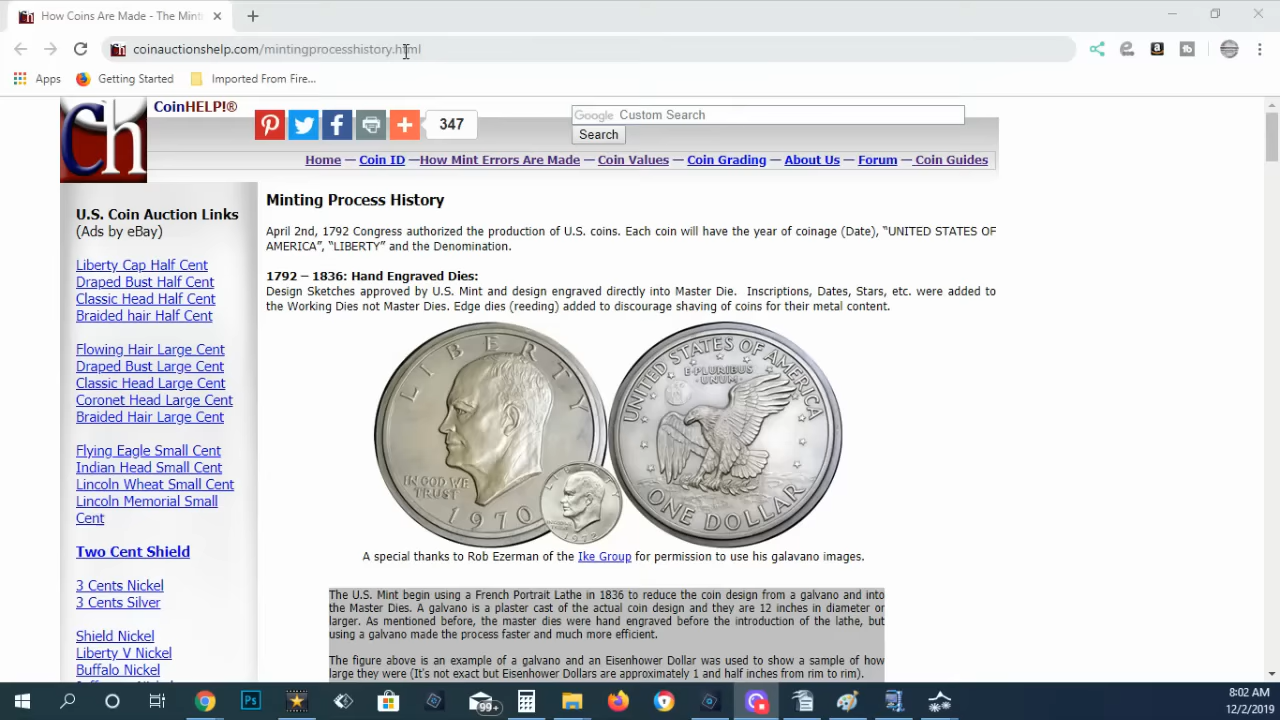 How Coins Are Made - The Mint
coinauctionshelp.com/mintingprocesshistory.html
Apps
Getting Started
Imported From Fire...
Ch
CoinHELP!®
347
Google Custom Search
Search
Home — Coin ID —How Mint Errors Are Made — Coin Values — Coin Grading — About Us — Forum — Coin Guides
U.S. Coin Auction Links
(Ads by eBay)
Liberty Cap Half Cent
Draped Bust Half Cent
Classic Head Half Cent
Braided hair Half Cent
Flowing Hair Large Cent
Draped Bust Large Cent
Classic Head Large Cent
Coronet Head Large Cent
Braided Hair Large Cent
Flying Eagle Small Cent
Indian Head Small Cent
Lincoln Wheat Small Cent
Lincoln Memorial Small
Cent
Two Cent Shield
3 Cents Nickel
3 Cents Silver
Shield Nickel
Liberty V Nickel
Buffalo Nickel
Minting Process History
April 2nd, 1792 Congress authorized the production of U.S. coins. Each coin will have the year of coinage (Date), “UNITED STATES OF
AMERICA”, “LIBERTY” and the Denomination.
1792 – 1836: Hand Engraved Dies:
Design Sketches approved by U.S. Mint and design engraved directly into Master Die. Inscriptions, Dates, Stars, etc. were added to
the Working Dies not Master Dies. Edge dies (reeding) added to discourage shaving of coins for their metal content.
LIBERTY
IN GOD WE
TRUST
1970
1972
UNITED STATES OF AMERICA
E·PLURIBUS
UNUM
ONE DOLLAR
A special thanks to Rob Ezerman of the Ike Group for permission to use his galavano images.
The U.S. Mint begin using a French Portrait Lathe in 1836 to reduce the coin design from a galvano and into
the Master Dies. A galvano is a plaster cast of the actual coin design and they are 12 inches in diameter or
larger. As mentioned before, the master dies were hand engraved before the introduction of the lathe, but
using a galvano made the process faster and much more efficient.
The figure above is an example of a galvano and an Eisenhower Dollar was used to show a sample of how
large they were (It's not exact but Eisenhower Dollars are approximately 1 and half inches from rim to rim).
Ps
99+
8:02 AM
12/2/2019